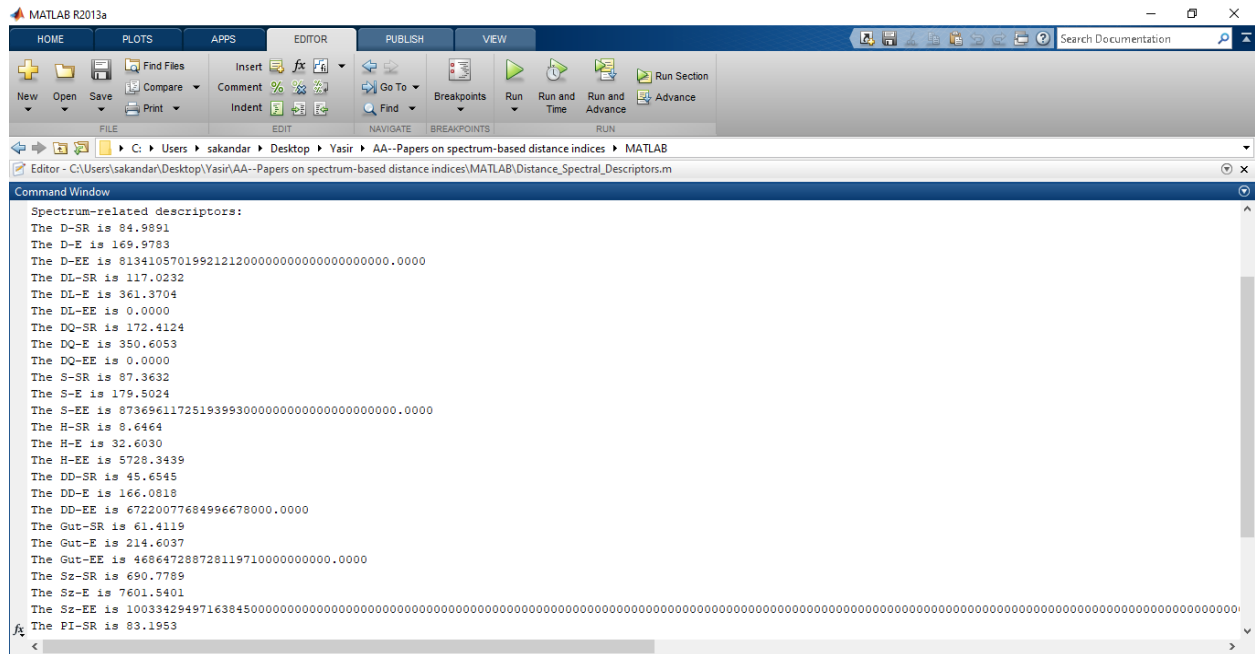 MATLAB R2013a
HOME PLOTS APPS EDITOR PUBLISH VIEW Search Documentation
Find Files Insert fx Run Section
Compare Comment Go To Advance
New Open Save Print Indent Find Breakpoints Run Run and Time Run and Advance
FILE EDIT NAVIGATE BREAKPOINTS RUN
C: Users sakandar Desktop Yasir AA--Papers on spectrum-based distance indices MATLAB
Editor - C:\Users\sakandar\Desktop\Yasir\AA--Papers on spectrum-based distance indices\MATLAB\Distance_Spectral_Descriptors.m
Command Window
Spectrum-related descriptors:
The D-SR is 84.9891
The D-E is 169.9783
The D-EE is 8134105701992121200000000000000000000.0000
The DL-SR is 117.0232
The DL-E is 361.3704
The DL-EE is 0.0000
The DQ-SR is 172.4124
The DQ-E is 350.6053
The DQ-EE is 0.0000
The S-SR is 87.3632
The S-E is 179.5024
The S-EE is 87369611725193993000000000000000000000.0000
The H-SR is 8.6464
The H-E is 32.6030
The H-EE is 5728.3439
The DD-SR is 45.6545
The DD-E is 166.0818
The DD-EE is 67220077684996678000.0000
The Gut-SR is 61.4119
The Gut-E is 214.6037
The Gut-EE is 468647288728119710000000000.0000
The Sz-SR is 690.7789
The Sz-E is 7601.5401
The Sz-EE is
fx The PI-SR is 83.1953